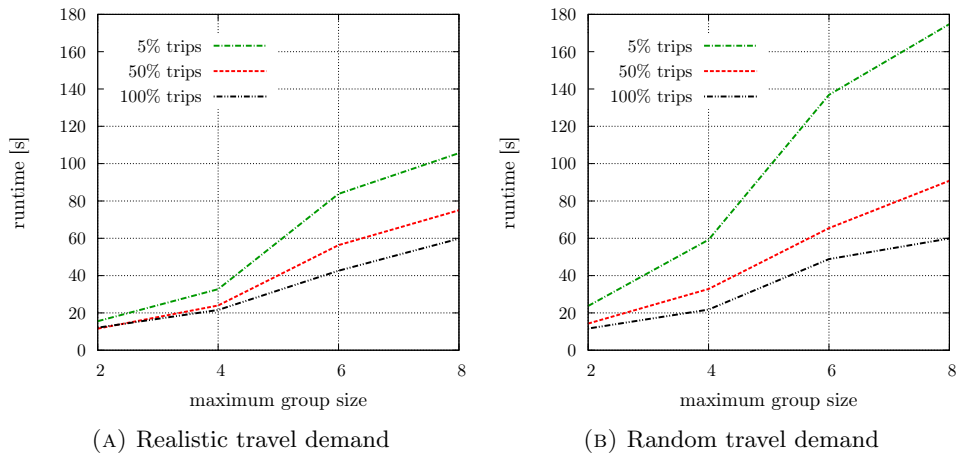 180
160
140
120
100
80
60
40
20
0
runtime [s]
5% trips
50% trips
100% trips
2 4 6 8
maximum group size
(A) Realistic travel demand
180
160
140
120
100
80
60
40
20
0
runtime [s]
5% trips
50% trips
100% trips
2 4 6 8
maximum group size
(B) Random travel demand